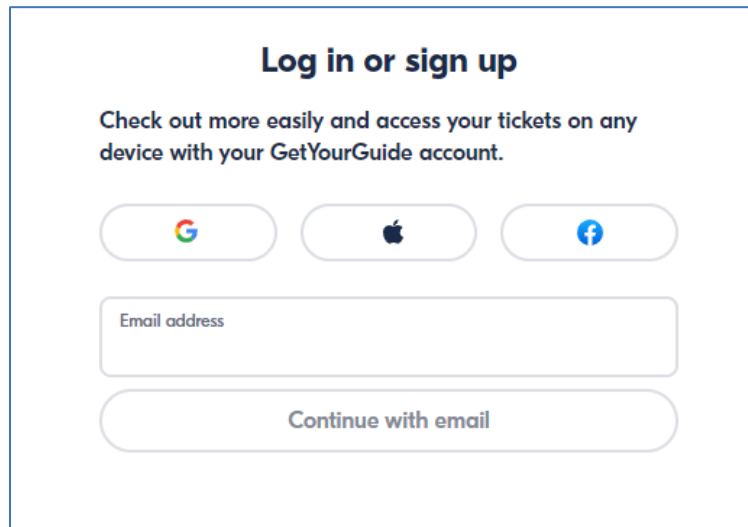 Log in or sign up
Check out more easily and access your tickets on any
device with your GetYourGuide account.
Email address
Continue with email